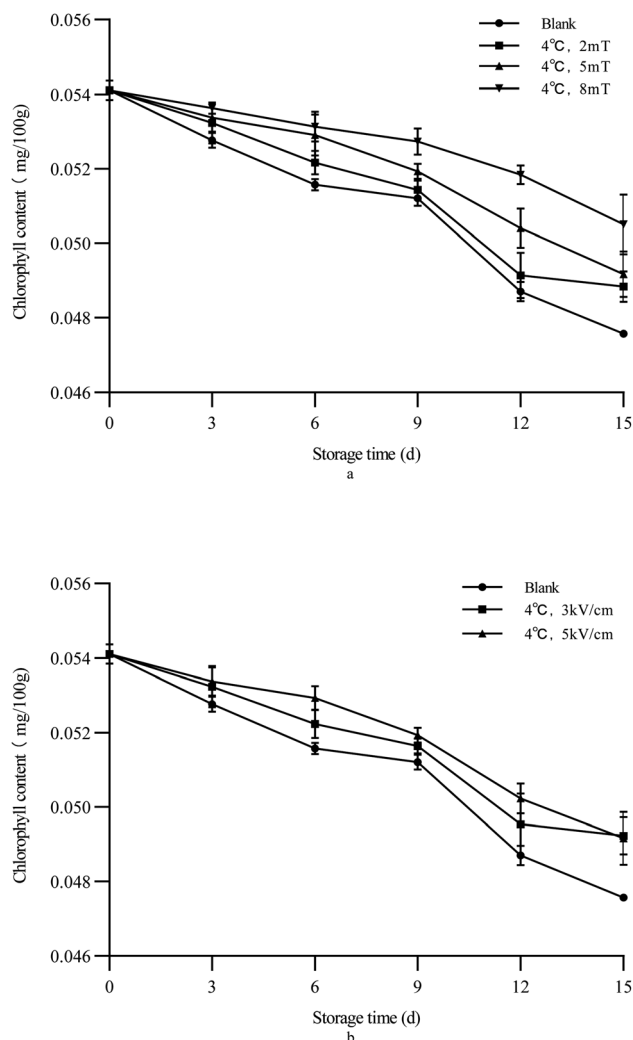 0.056
0.054
0.052
0.050
0.048
0.046
Chlorophyll content ( mg/100g)
Blank
4℃, 2mT
4℃, 5mT
4℃, 8mT
0 3 6 9 12 15
Storage time (d)
a
0.056
0.054
0.052
0.050
0.048
0.046
Chlorophyll content ( mg/100g)
Blank
4℃, 3kV/cm
4℃, 5kV/cm
0 3 6 9 12 15
Storage time (d)
b